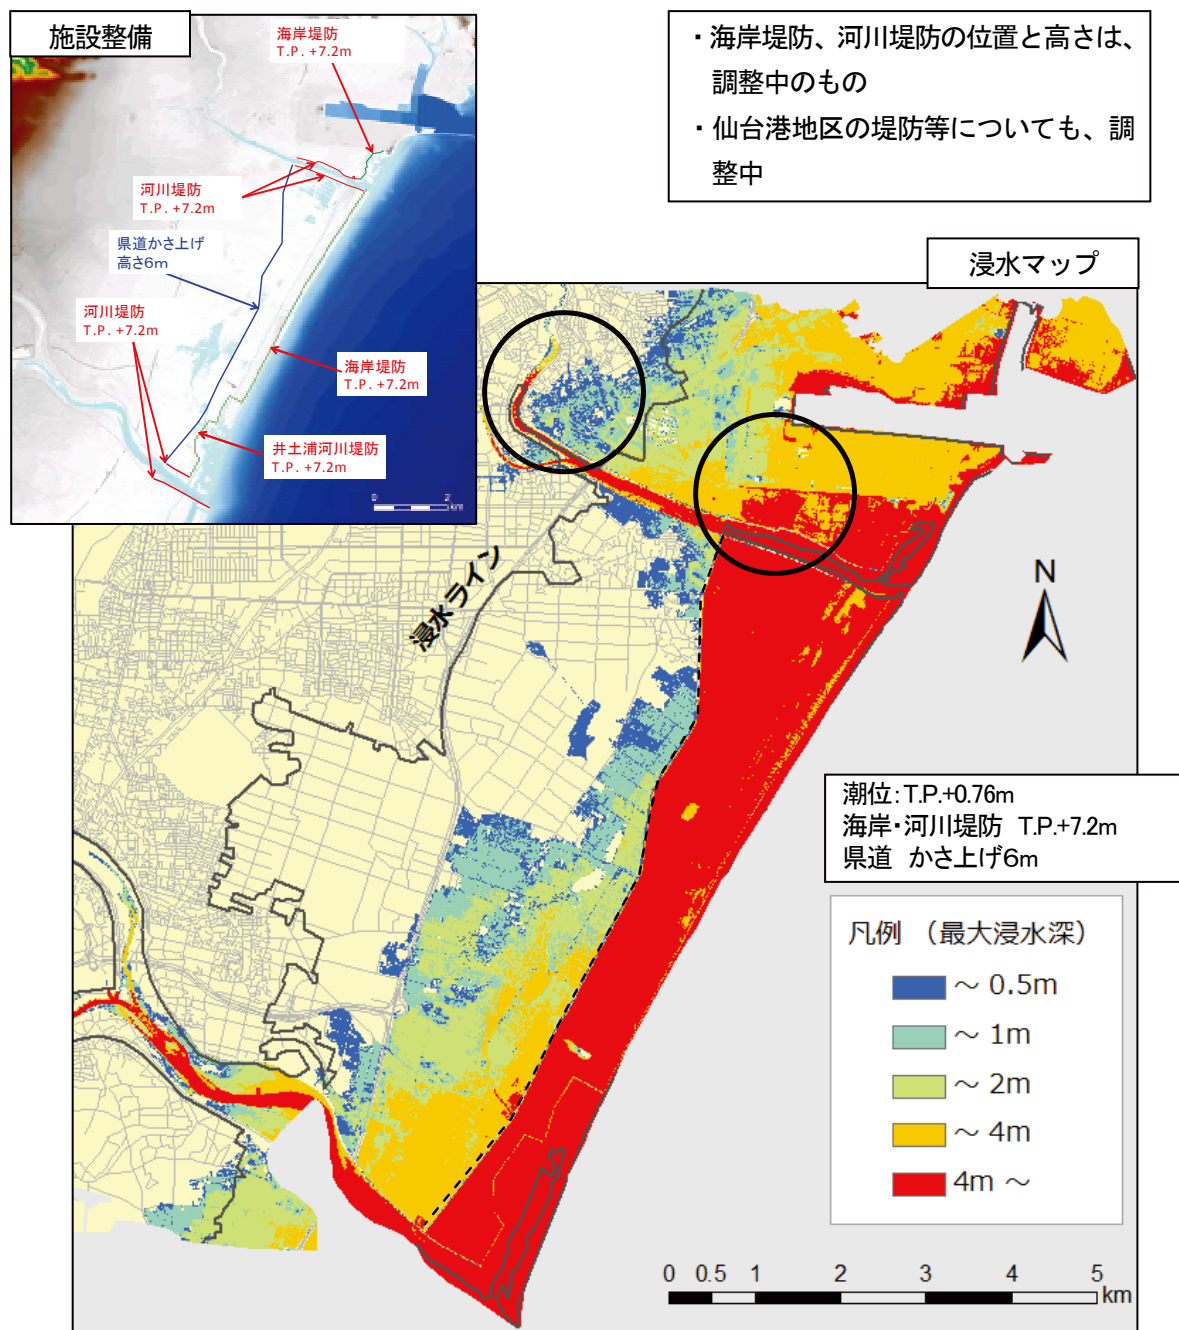 施設整備
海岸堤防
T.P. +7.2m
河川堤防
T.P. +7.2m
県道かさ上げ
高さ6m
河川堤防
T.P. +7.2m
海岸堤防
T.P. +7.2m
井土浦河川堤防
T.P. +7.2m
0 2
km
・海岸堤防、河川堤防の位置と高さは、
調整中のもの
・仙台港地区の堤防等についても、調
整中
浸水マップ
浸水ライン
N
潮位:T.P.+0.76m
海岸・河川堤防 T.P.+7.2m
県道 かさ上げ6m
凡例 (最大浸水深)
～ 0.5m
～ 1m
～ 2m
～ 4m
4m ～
0 0.5 1 2 3 4 5
km